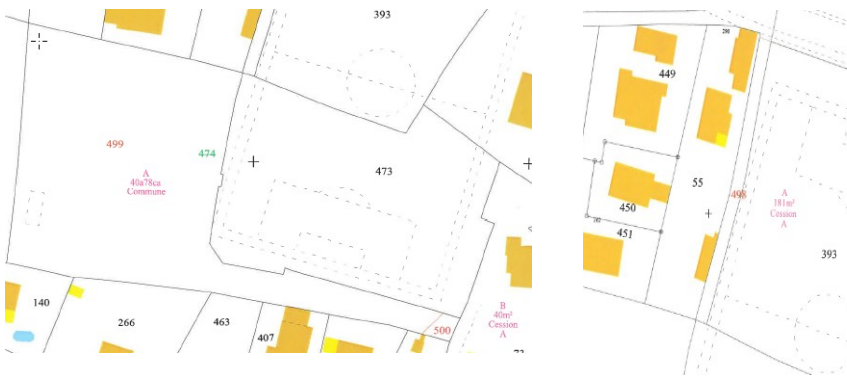 393
499
474
473
A
40a78ca
Commune
140
266
463
407
B
40m²
Cession
A
500
449
55
498
A
181m²
Cession
A
450
451
393